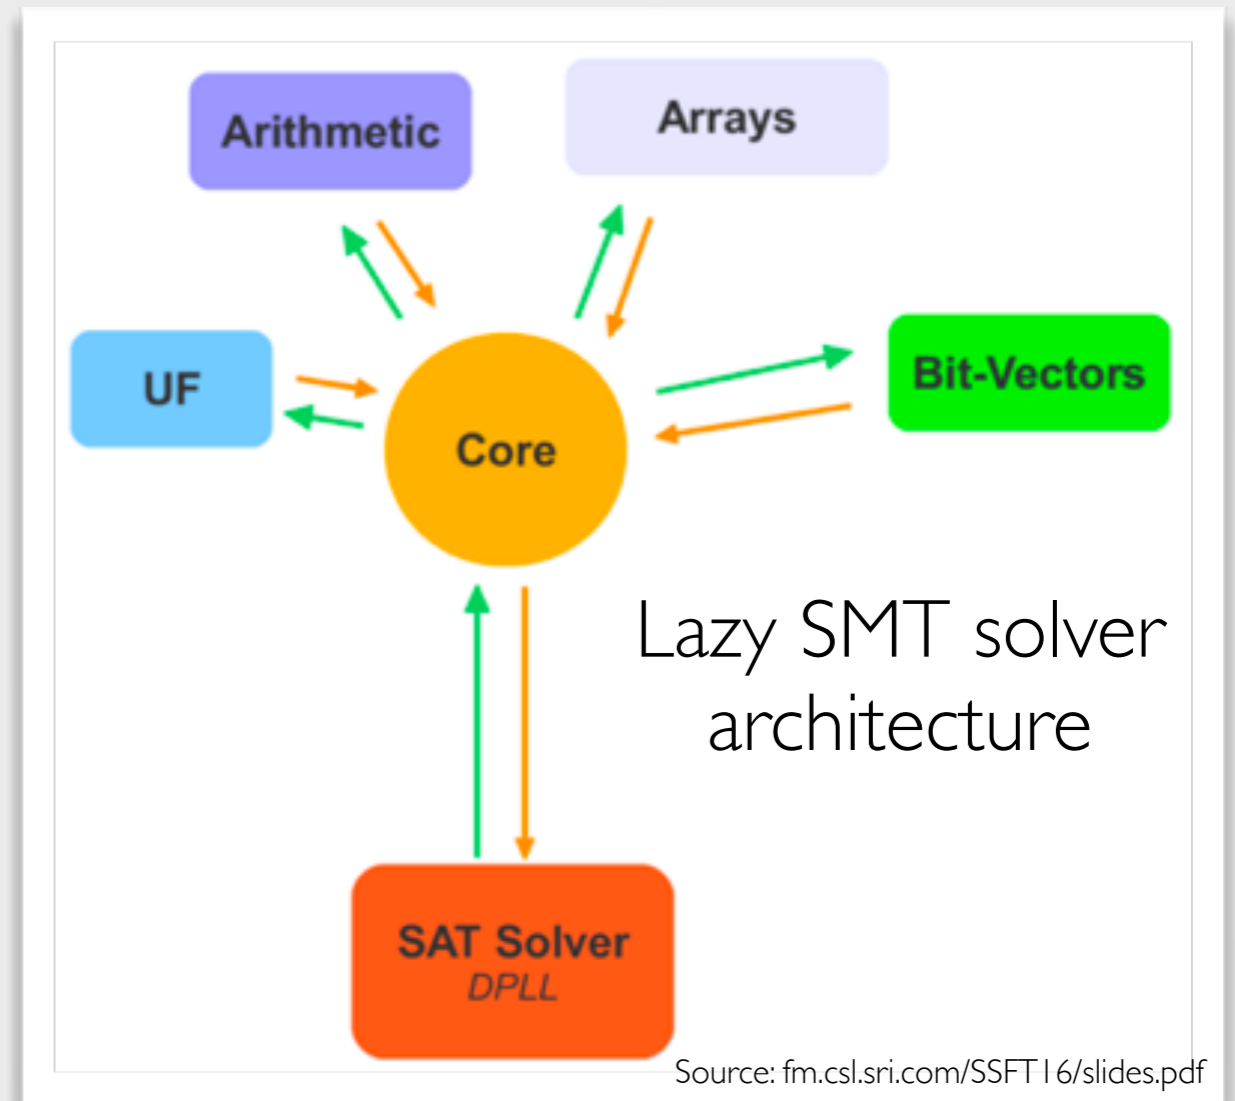 Arithmetic
Arrays
UF
Bit-Vectors
Core
Lazy SMT solver
architecture
SAT Solver
DPLL
Source: fm.csl.sri.com/SSFT16/slides.pdf